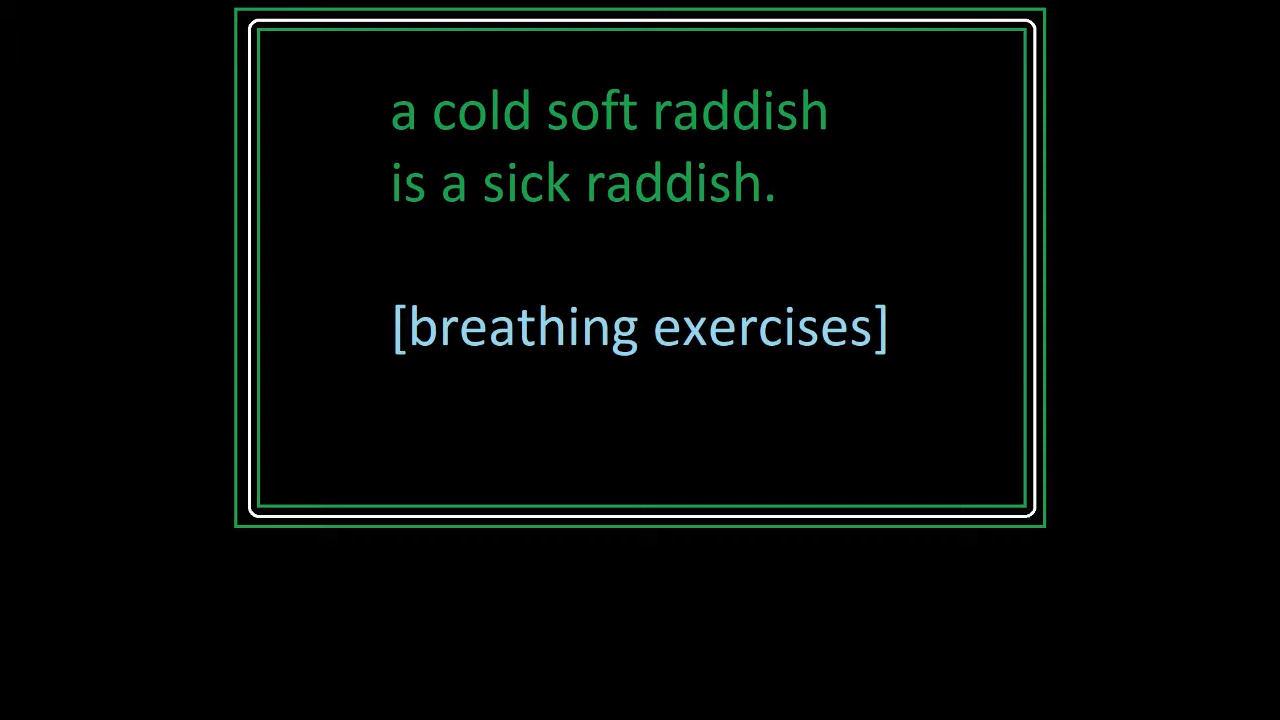 a cold soft raddish
is a sick raddish.
[breathing exercises]